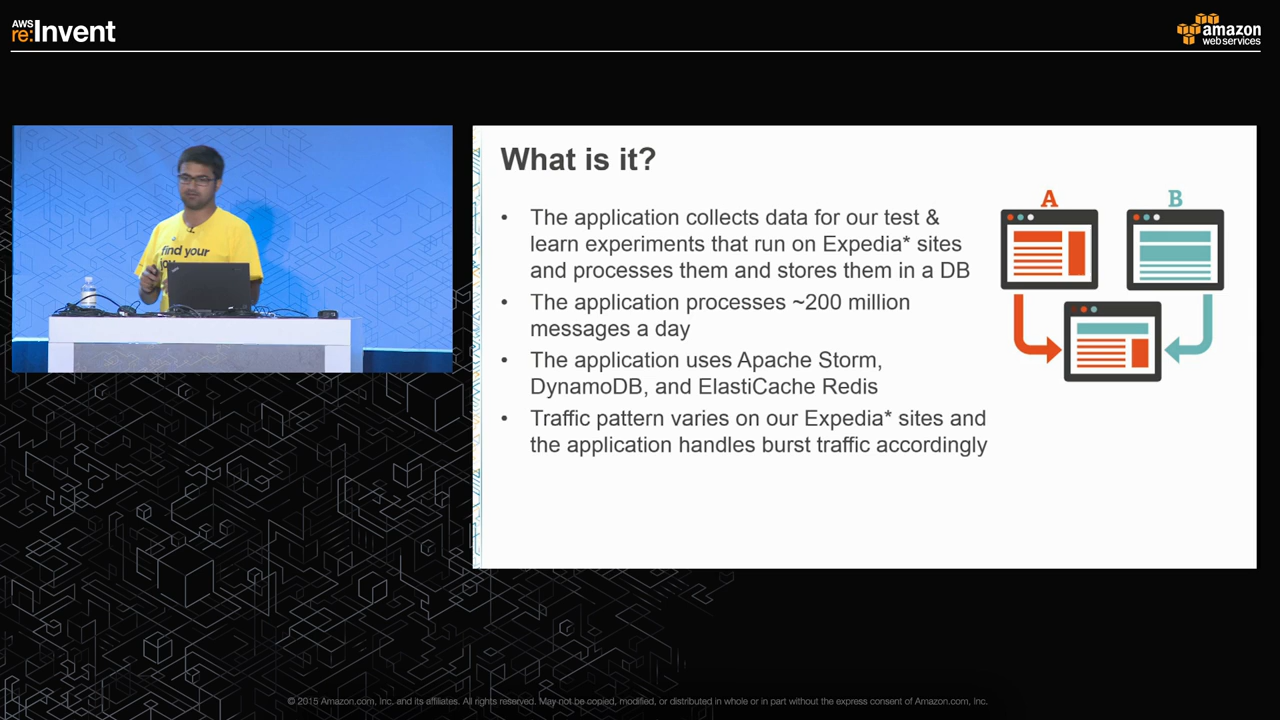 AWS
re:Invent
amazon
web services
find your
What is it?
A
B
• The application collects data for our test &
learn experiments that run on Expedia* sites
and processes them and stores them in a DB
• The application processes ~200 million
messages a day
• The application uses Apache Storm,
DynamoDB, and ElastiCache Redis
• Traffic pattern varies on our Expedia* sites and
the application handles burst traffic accordingly
© 2015 Amazon.com, Inc. and its affiliates. All rights reserved. May not be copied, modified, or distributed in whole or in part without the express consent of Amazon.com, Inc.